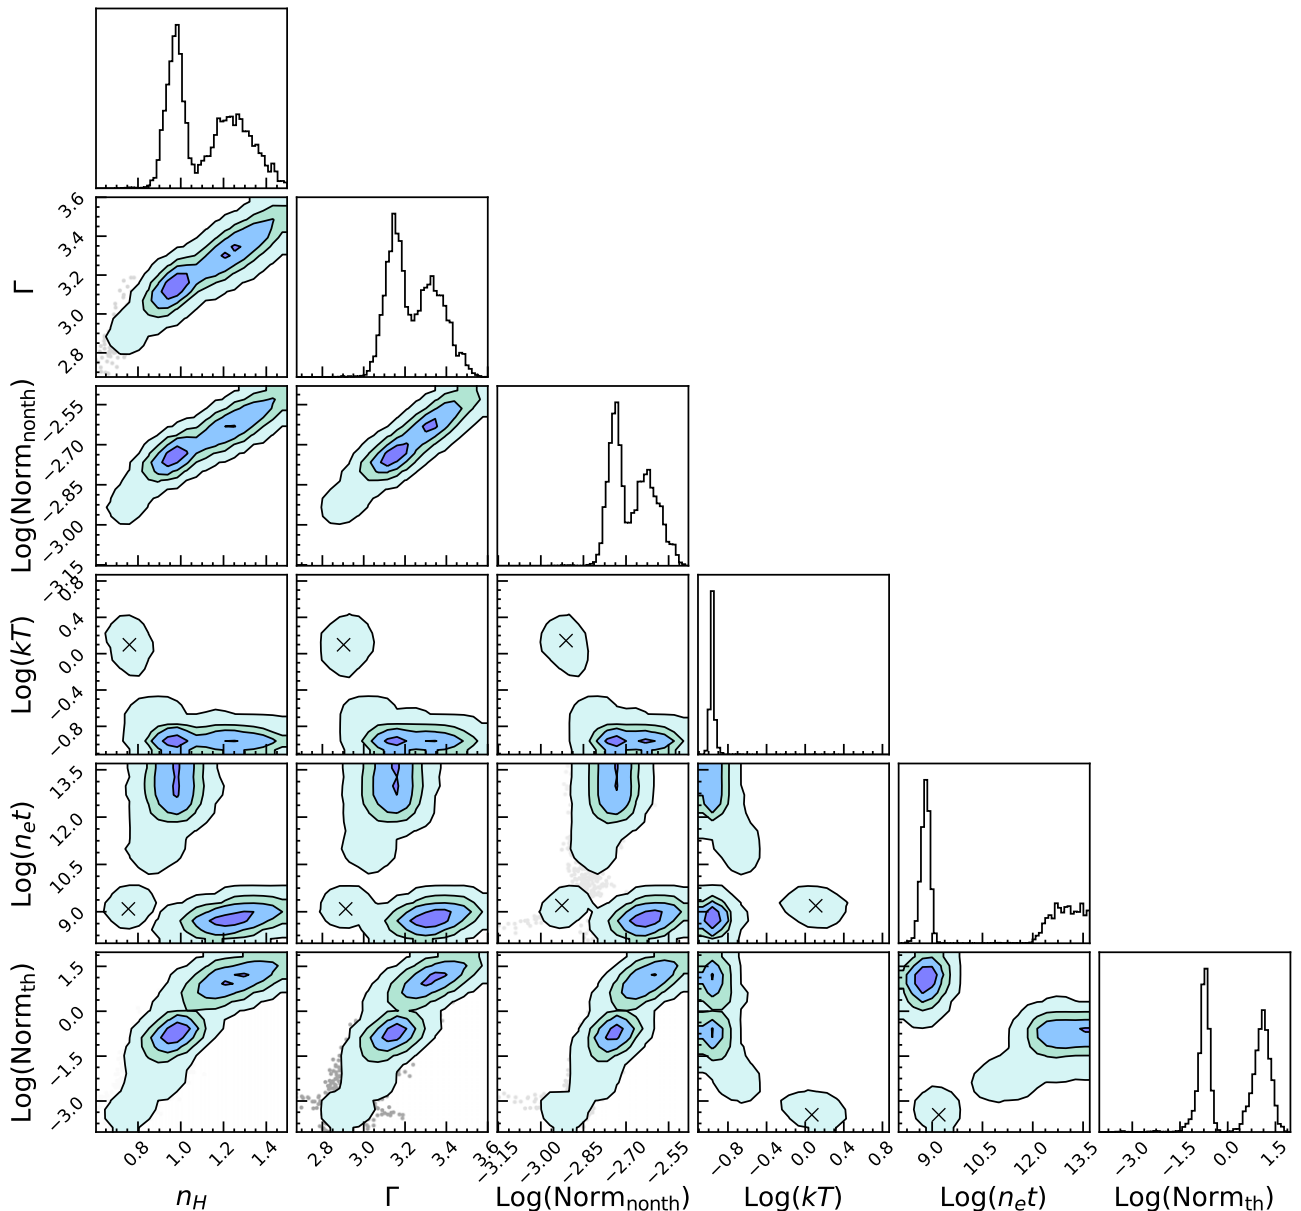 Γ
3.6
3.4
3.2
3.0
2.8
Log(Norm_nonth)
−2.55
−2.70
−2.85
−3.00
−3.15
Log(kT)
0.8
0.4
0.0
−0.4
−0.8
Log(n_e t)
13.5
12.0
10.5
9.0
Log(Norm_th)
1.5
0.0
−1.5
−3.0
0.8 1.0 1.2 1.4
2.8 3.0 3.2 3.4 3.6
−3.15 −3.00 −2.85 −2.70 −2.55
−0.8 −0.4 0.0 0.4 0.8
9.0 10.5 12.0 13.5
−3.0 −1.5 0.0 1.5
n_H Γ Log(Norm_nonth) Log(kT) Log(n_e t) Log(Norm_th)